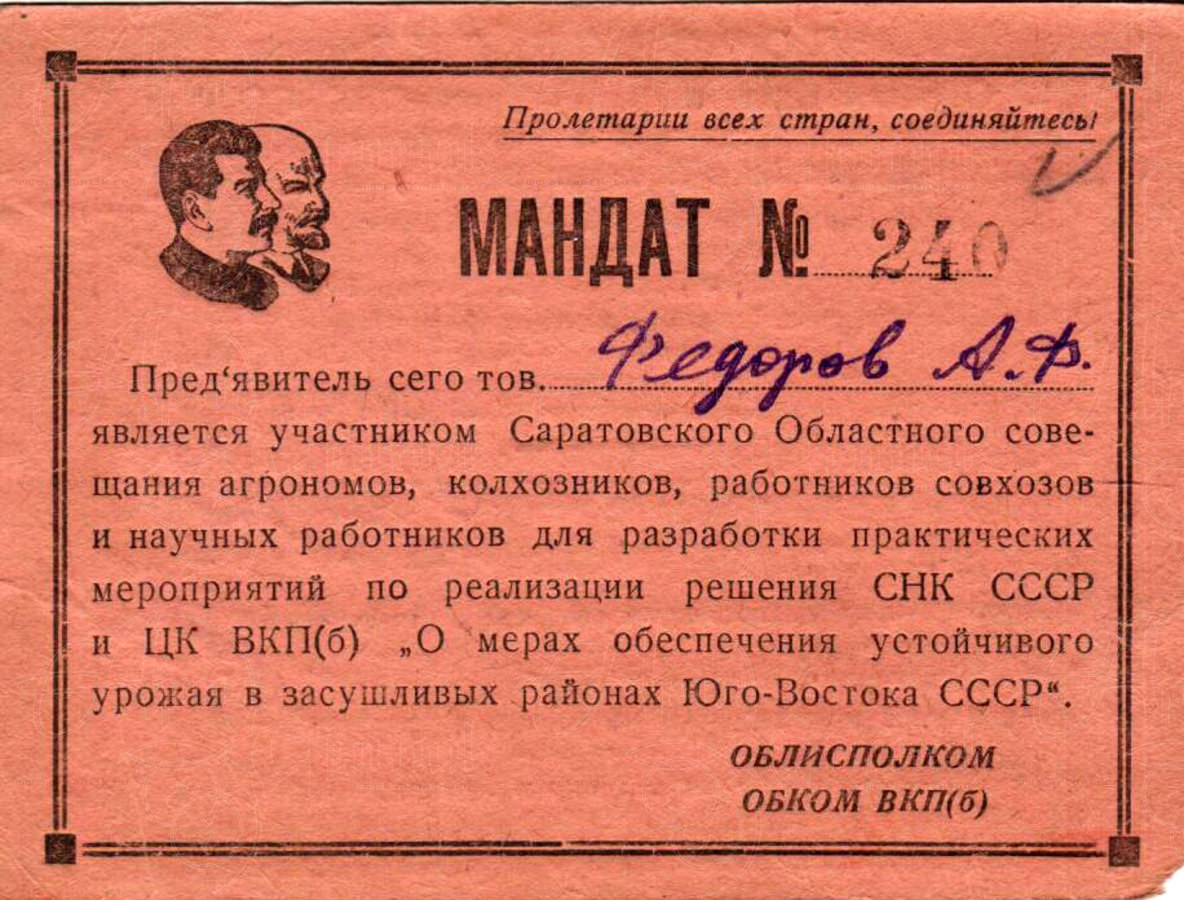 Пролетарии всех стран, соединяйтесь!
МАНДАТ № 240
Пред‘явитель сего тов. Федоров А.Ф.
является участником Саратовского Областного сове-
щания агрономов, колхозников, работников совхозов
и научных работников для разработки практических
мероприятий по реализации решения СНК СССР
и ЦК ВКП(б) „О мерах обеспечения устойчивого
урожая в засушливых районах Юго-Востока СССР“.
ОБЛИСПОЛКОМ
ОБКОМ ВКП(б)